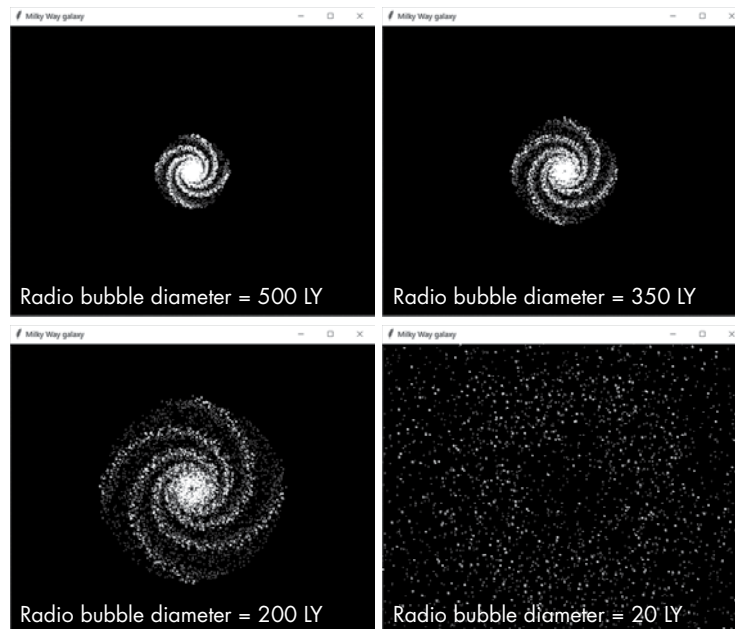 Milky Way galaxy
Milky Way galaxy
Radio bubble diameter = 500 LY
Radio bubble diameter = 350 LY
Milky Way galaxy
Milky Way galaxy
Radio bubble diameter = 200 LY
Radio bubble diameter = 20 LY